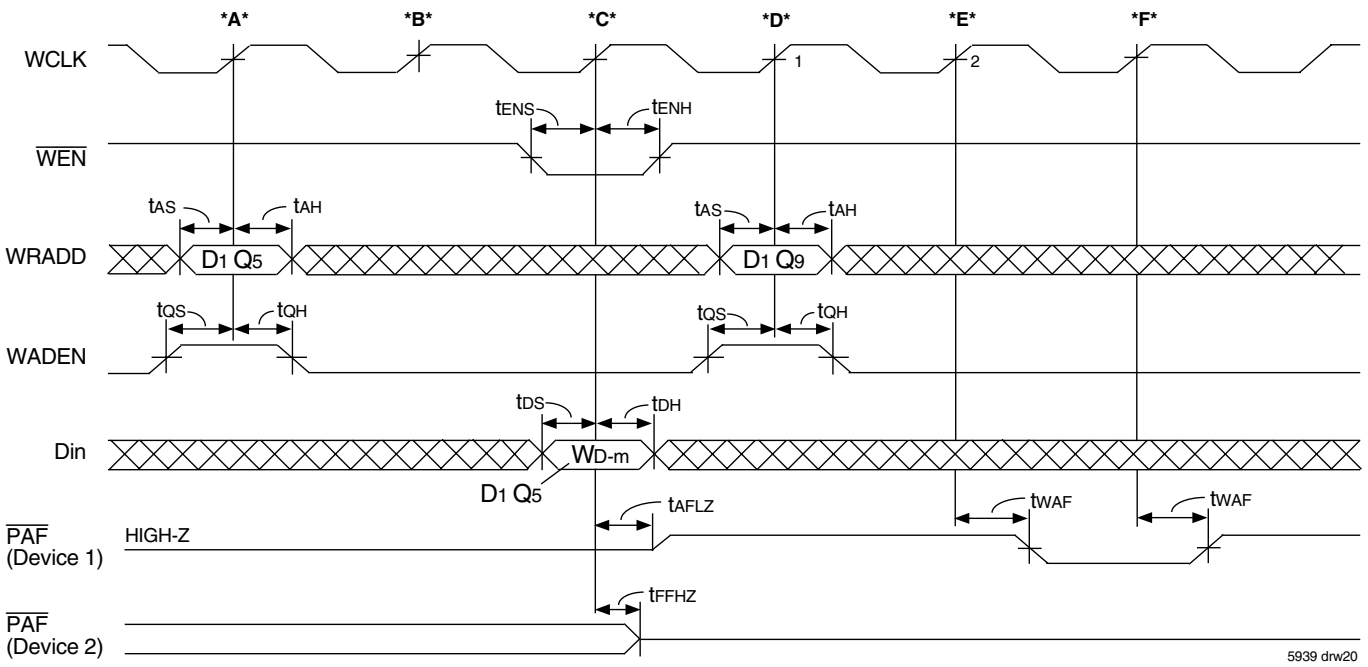 *A* *B* *C* *D* *E* *F*
WCLK 1 2
tENS tENH
WEN
tAS tAH tAS tAH
WRADD D1 Q5 D1 Q9
tQS tQH tQS tQH
WADEN
tDS tDH
Din WD-m
D1 Q5
tAFLZ tWAF tWAF
PAF HIGH-Z
(Device 1)
tFFHZ
PAF
(Device 2)
5939 drw20